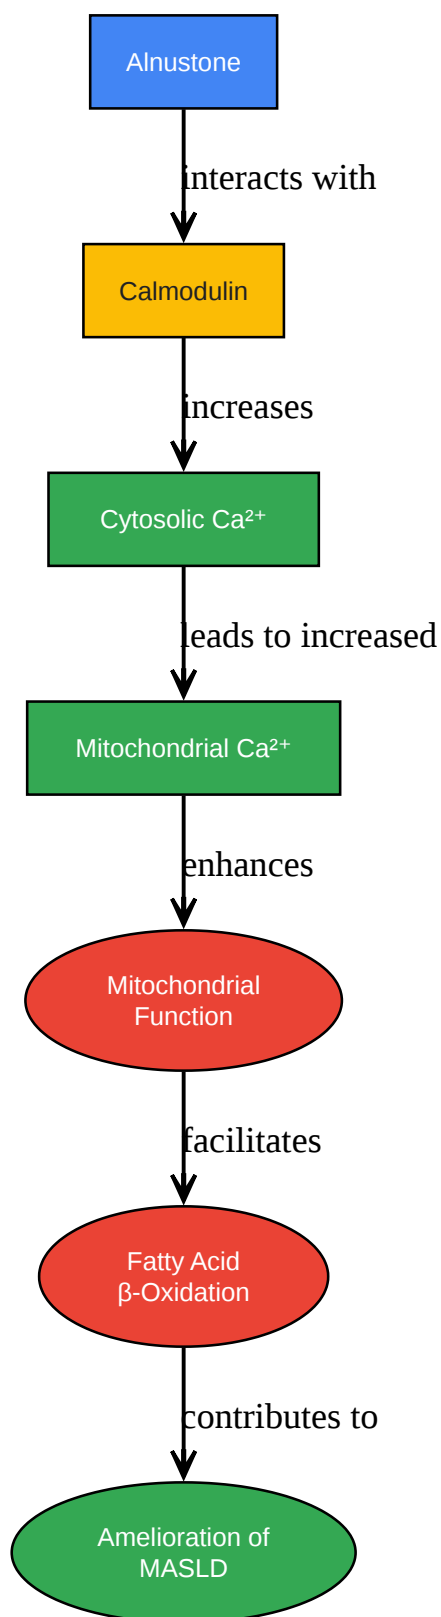 Alnustone
interacts with
Calmodulin
increases
Cytosolic Ca²⁺
leads to increased
Mitochondrial Ca²⁺
enhances
Mitochondrial
Function
facilitates
Fatty Acid
β-Oxidation
contributes to
Amelioration of
MASLD